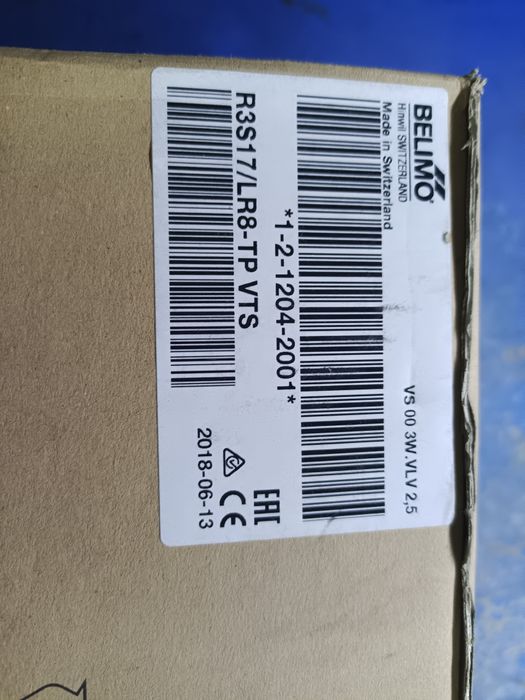 BELIMO
Hinwil SWITZERLAND
Made in Switzerland
VS 00 3W.VLV 2,5
*1-2-1204-2001*
R3S17/LR8-TP VTS
EAC
CE
2018-06-13